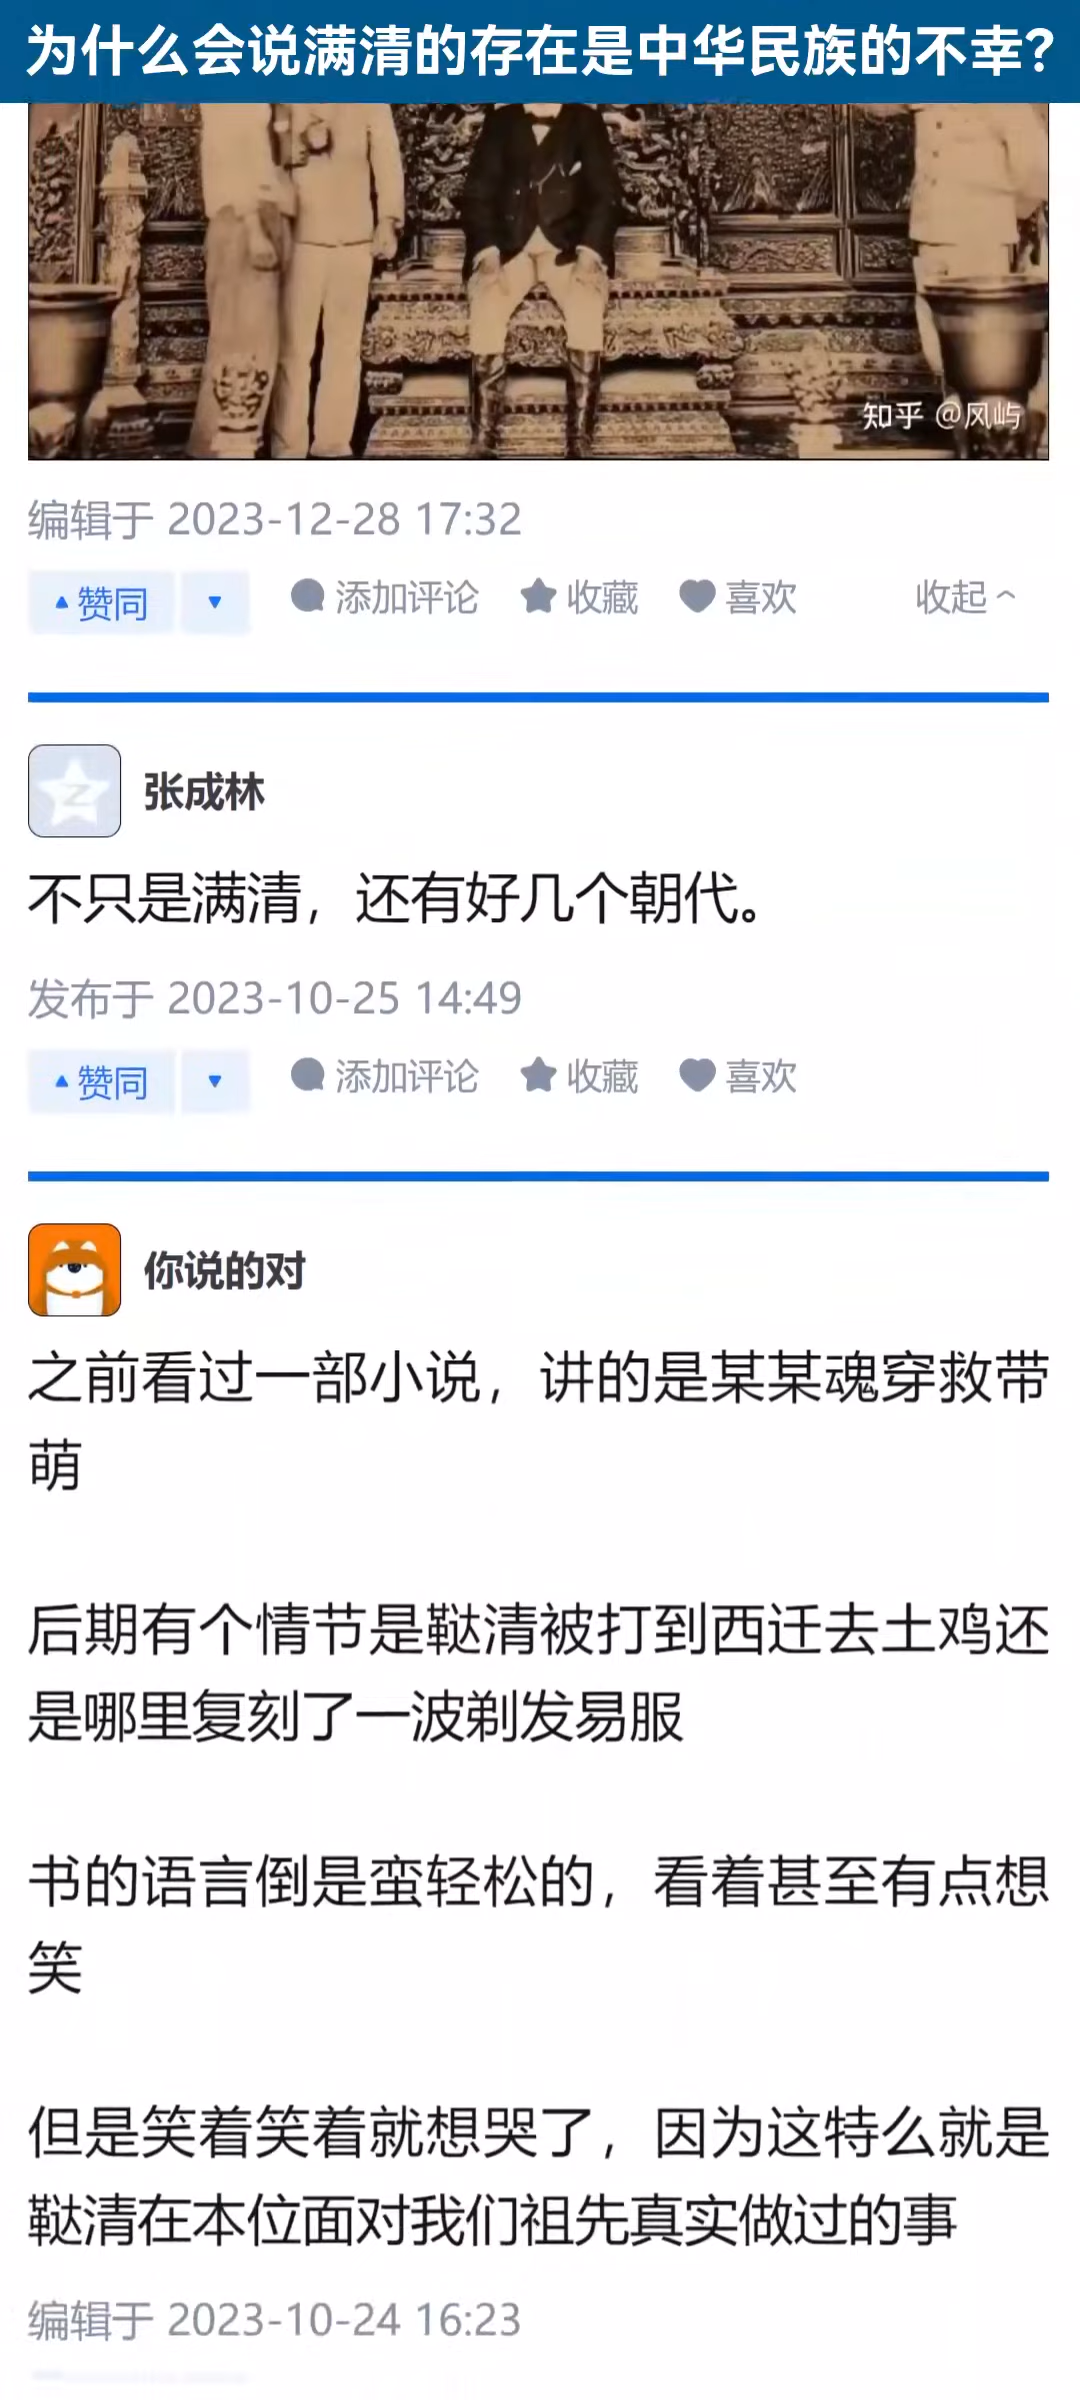 为什么会说满清的存在是中华民族的不幸？
知乎 @风屿
编辑于 2023-12-28 17:32
赞同 添加评论 收藏 喜欢 收起
张成林
不只是满清，还有好几个朝代。
发布于 2023-10-25 14:49
赞同 添加评论 收藏 喜欢
你说的对
之前看过一部小说，讲的是某某魂穿救带
萌
后期有个情节是鞑清被打到西迁去土鸡还
是哪里复刻了一波剃发易服
书的语言倒是蛮轻松的，看着甚至有点想
笑
但是笑着笑着就想哭了，因为这特么就是
鞑清在本位面对我们祖先真实做过的事
编辑于 2023-10-24 16:23